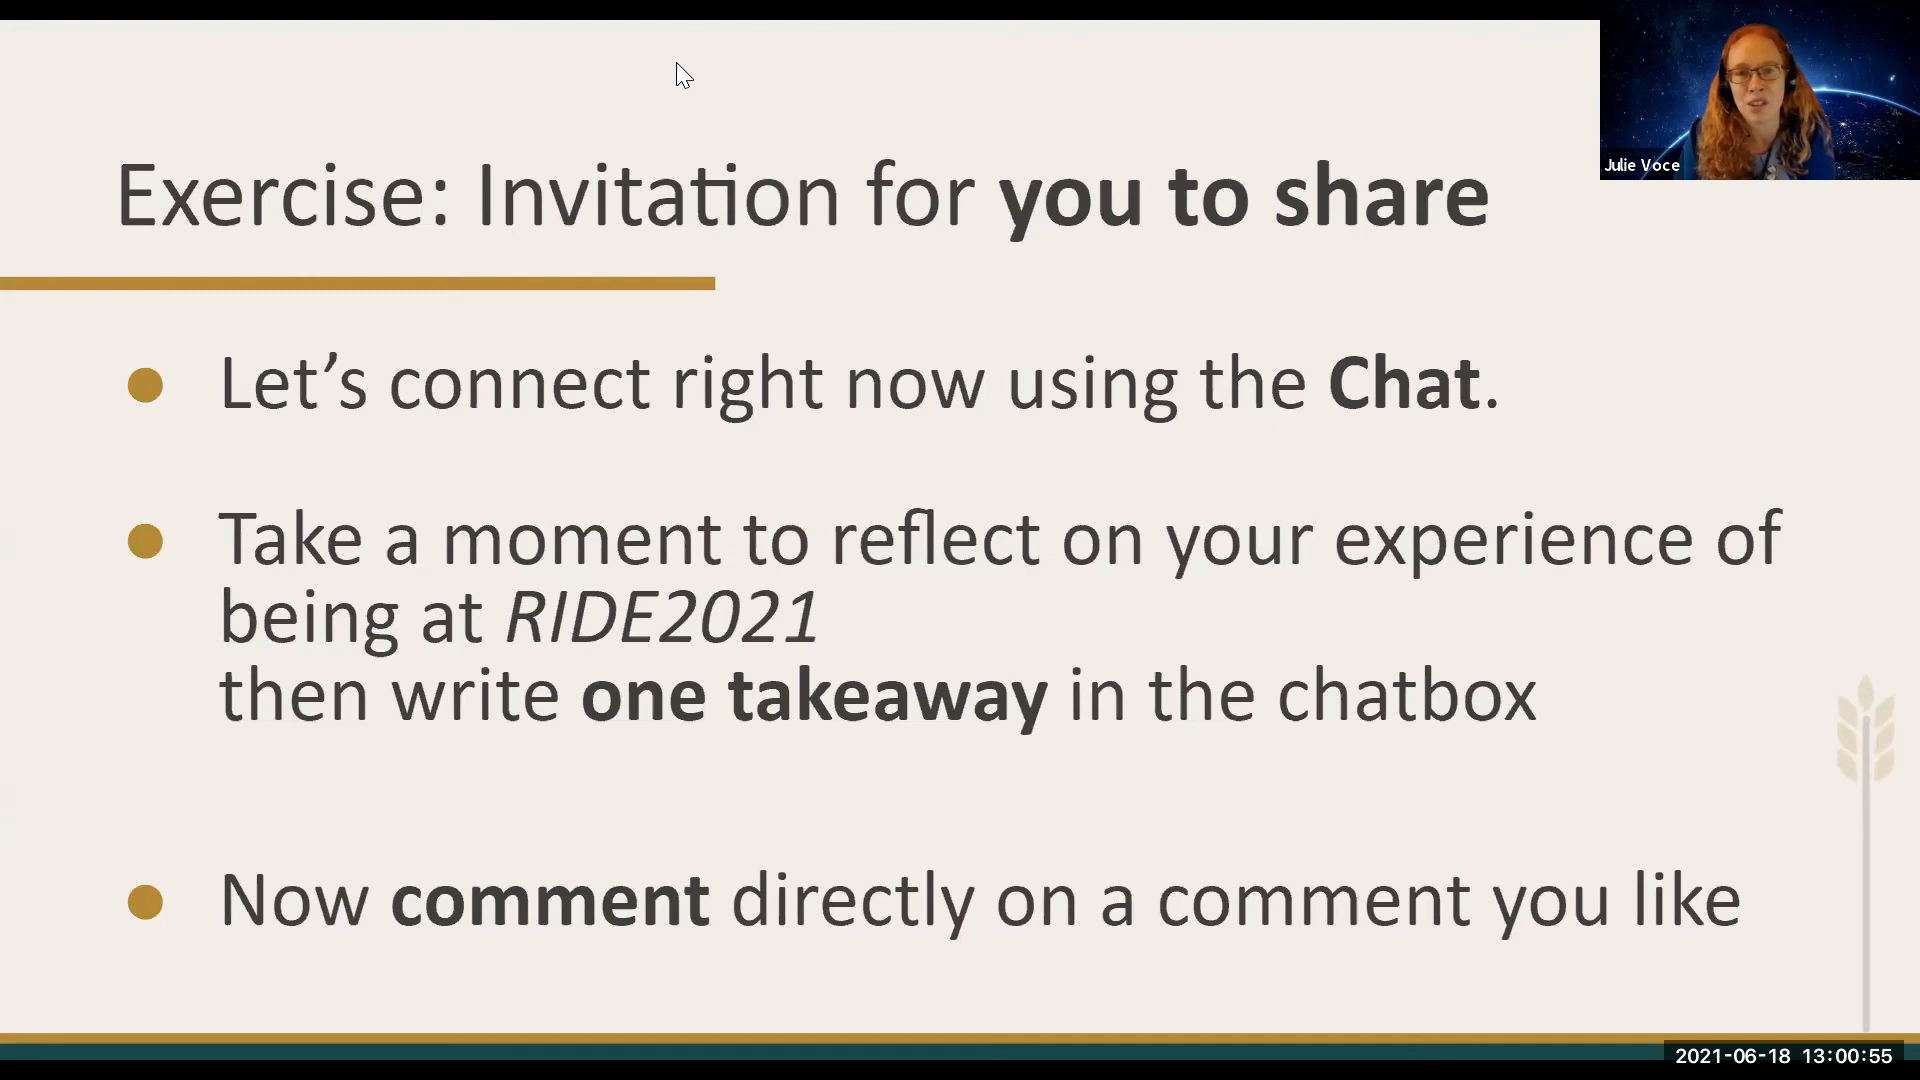 Julie Voce
Exercise: Invitation for you to share
Let’s connect right now using the Chat.
Take a moment to reflect on your experience of
being at RIDE2021
then write one takeaway in the chatbox
Now comment directly on a comment you like
2021-06-18 13:00:55